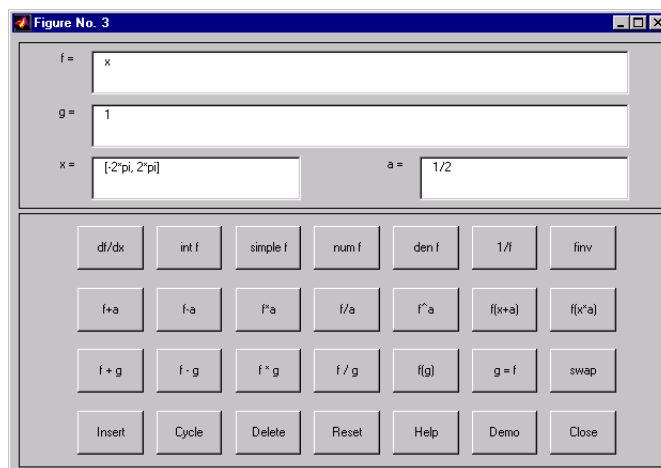 Figure No. 3
f = x
g = 1
x = [-2*pi, 2*pi] a = 1/2
df/dx int f simple f num f den f 1/f finv
f+a f-a f*a f/a f^a f(x+a) f(x*a)
f + g f - g f * g f / g f(g) g = f swap
Insert Cycle Delete Reset Help Demo Close